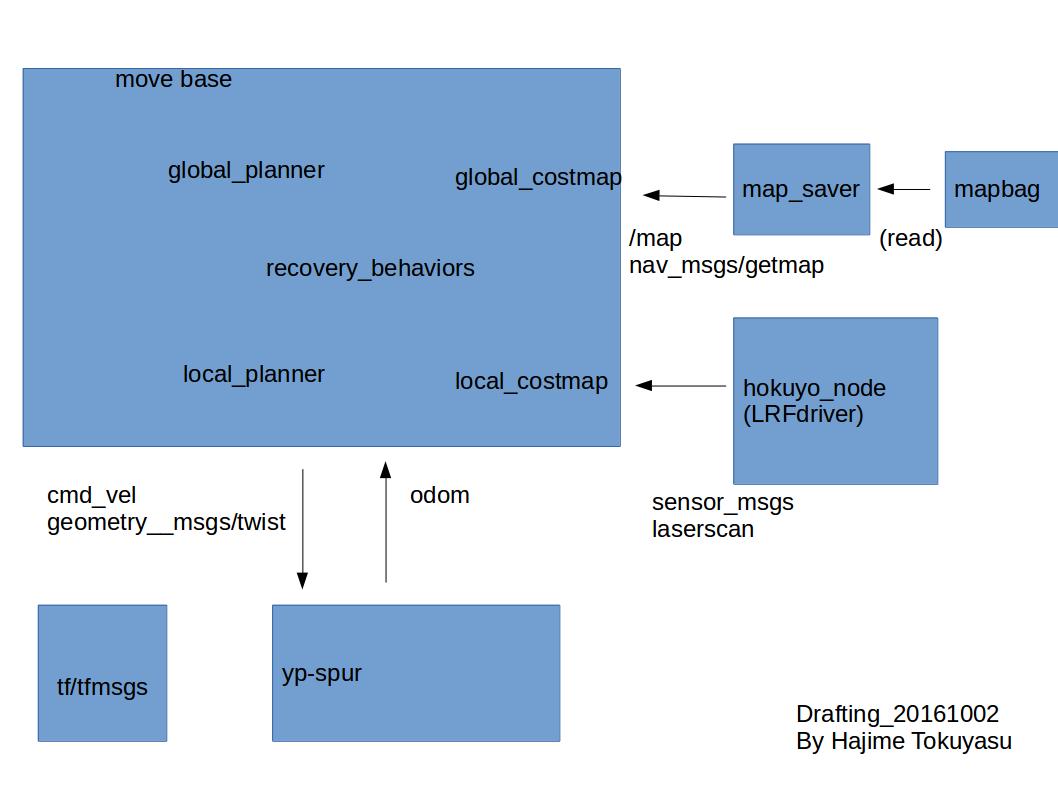 move base
global_planner
global_costmap
recovery_behaviors
local_planner
local_costmap
map_saver
mapbag
(read)
/map
nav_msgs/getmap
hokuyo_node
(LRFdriver)
sensor_msgs
laserscan
cmd_vel
geometry__msgs/twist
odom
tf/tfmsgs
yp-spur
Drafting_20161002
By Hajime Tokuyasu